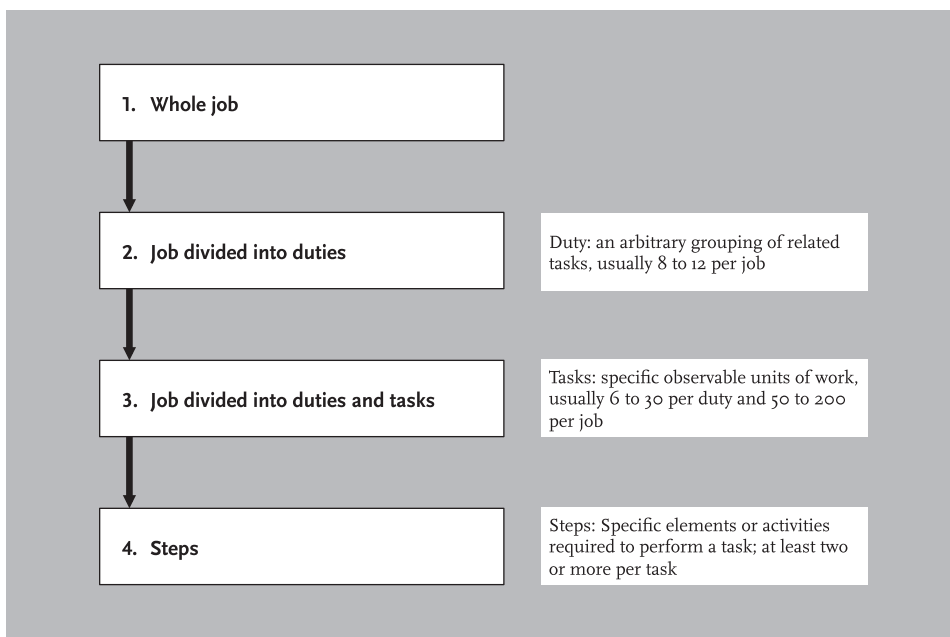 1. Whole job
2. Job divided into duties
Duty: an arbitrary grouping of related
tasks, usually 8 to 12 per job
3. Job divided into duties and tasks
Tasks: specific observable units of work,
usually 6 to 30 per duty and 50 to 200
per job
4. Steps
Steps: Specific elements or activities
required to perform a task; at least two
or more per task